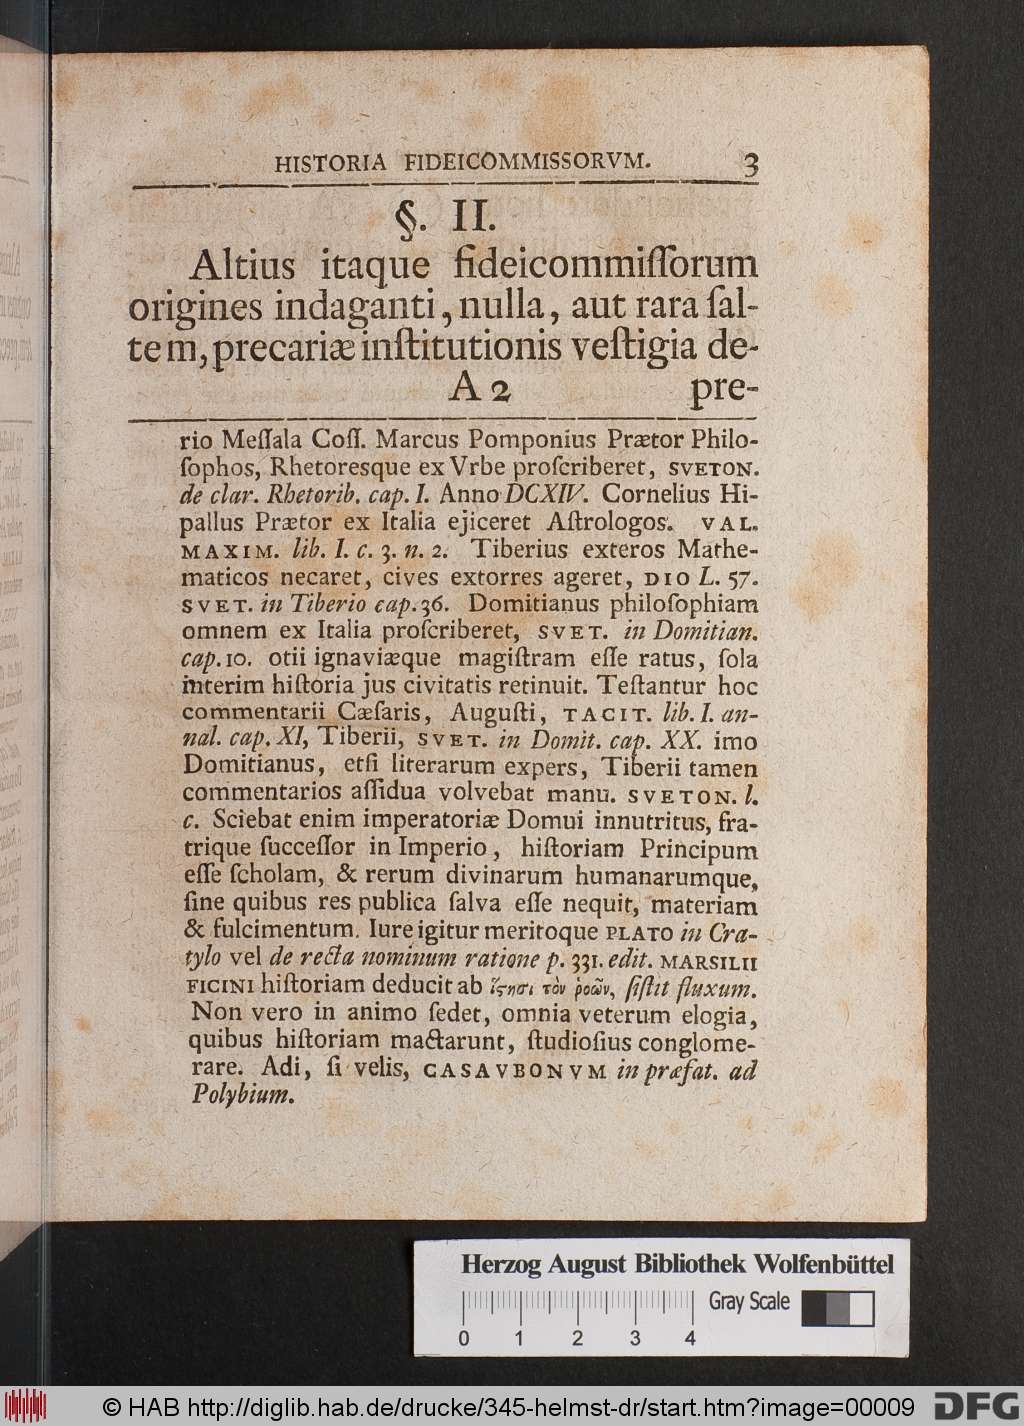 HISTORIA FIDEICOMMISSORVM. 3
§. II.
Altius itaque fideicommiſſorum
origines indaganti, nulla, aut rara ſal-
tem, precariæ inſtitutionis veſtigia de-
A 2 pre-
rio Meſſala Coſſ. Marcus Pomponius Prætor Philo-
ſophos, Rhetoresque ex Vrbe proſcriberet, SVETON.
de clar. Rhetorib. cap. I. Anno DCXIV. Cornelius Hi-
pallus Prætor ex Italia ejiceret Aſtrologos. VAL.
MAXIM. lib. I. c. 3. n. 2. Tiberius exteros Mathe-
maticos necaret, cives extorres ageret, DIO L. 57.
SVET. in Tiberio cap. 36. Domitianus philoſophiam
omnem ex Italia proſcriberet, SVET. in Domitian.
cap. 10. otii ignaviæque magiſtram eſſe ratus, ſola
interim hiſtoria jus civitatis retinuit. Teſtantur hoc
commentarii Cæſaris, Auguſti, TACIT. lib. I. an-
nal. cap. XI, Tiberii, SVET. in Domit. cap. XX. imo
Domitianus, etſi literarum expers, Tiberii tamen
commentarios aſſidua volvebat manu. SVETON. l.
c. Sciebat enim imperatoriæ Domui innutritus, fra-
trique ſucceſſor in Imperio, hiſtoriam Principum
eſſe ſcholam, & rerum divinarum humanarumque,
ſine quibus res publica ſalva eſſe nequit, materiam
& fulcimentum. Iure igitur meritoque PLATO in Cra-
tylo vel de recta nominum ratione p. 331. edit. MARSILII
FICINI hiſtoriam deducit ab ἵςησι τὸν ῥοῶν, ſiſtit fluxum.
Non vero in animo ſedet, omnia veterum elogia,
quibus hiſtoriam mactarunt, ſtudioſius conglome-
rare. Adi, ſi velis, CASAVBONVM in præfat. ad
Polybium.
Herzog August Bibliothek Wolfenbüttel
Gray Scale
0 1 2 3 4
© HAB http://diglib.hab.de/drucke/345-helmst-dr/start.htm?image=00009
DFG